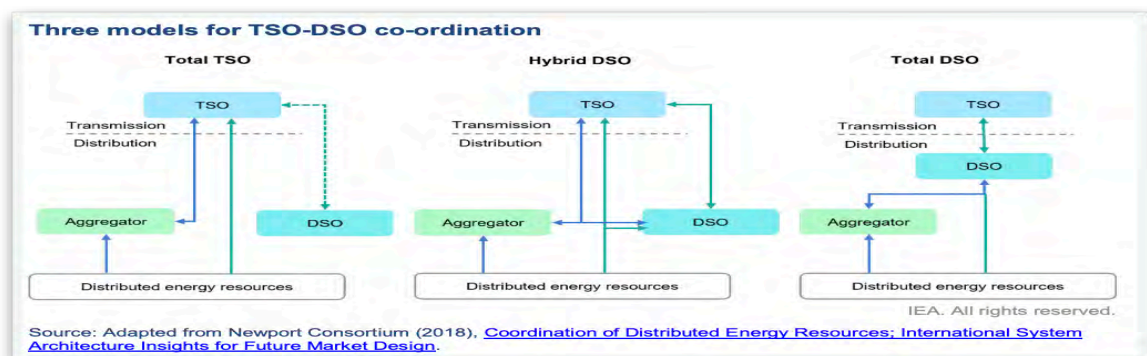 Three models for TSO-DSO co-ordination
Total TSO
TSO
Transmission
Distribution
Aggregator
DSO
Distributed energy resources
Hybrid DSO
TSO
Transmission
Distribution
Aggregator
DSO
Distributed energy resources
Total DSO
TSO
Transmission
Distribution
DSO
Aggregator
Distributed energy resources
IEA. All rights reserved.
Source: Adapted from Newport Consortium (2018), Coordination of Distributed Energy Resources; International System
Architecture Insights for Future Market Design.